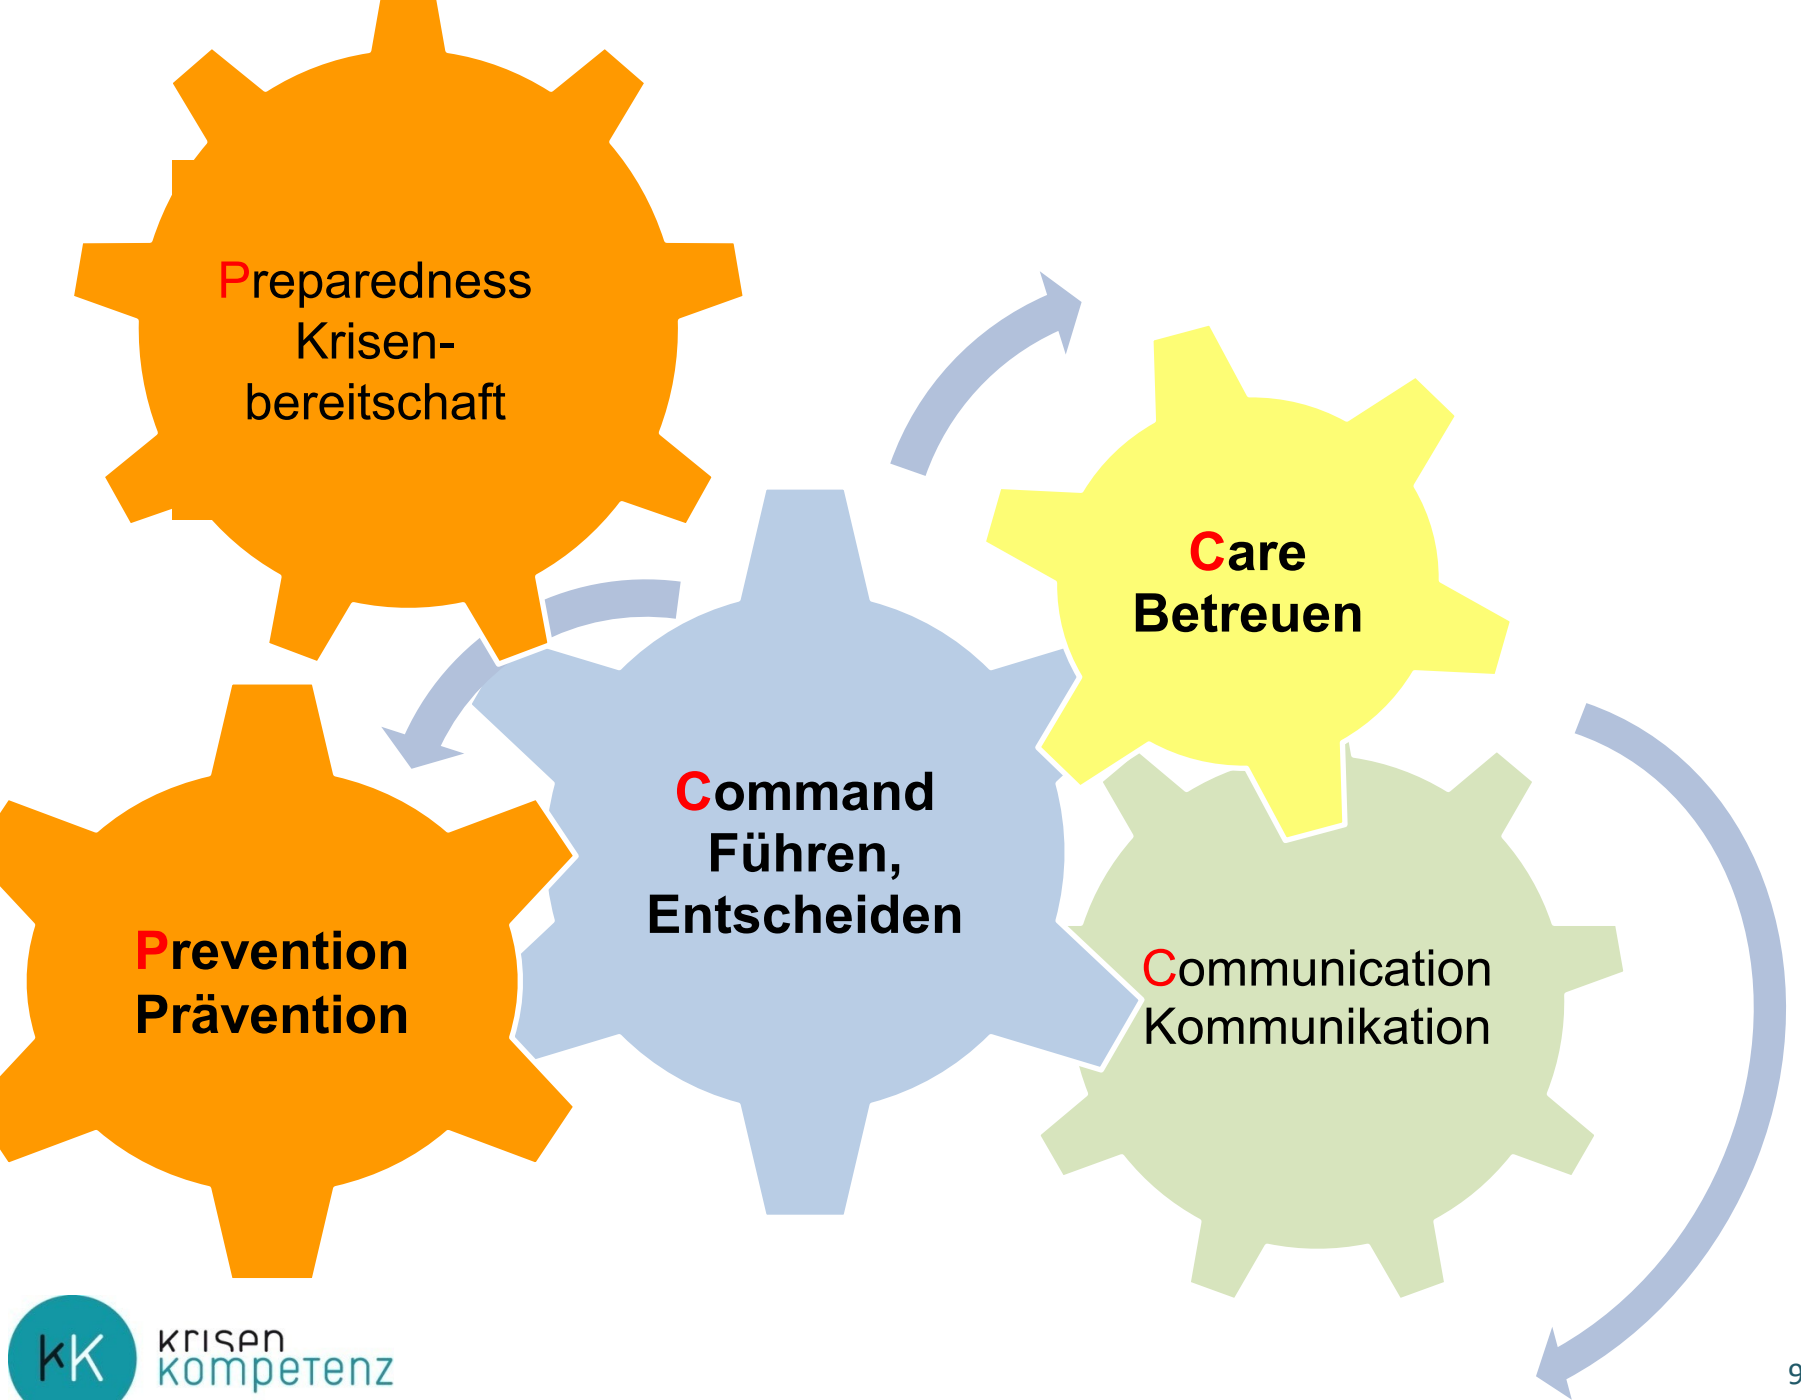 Preparedness
Krisen-
bereitschaft
Care
Betreuen
Command
Führen,
Entscheiden
Prevention
Prävention
Communication
Kommunikation
kK
krisen
kompetenz
9